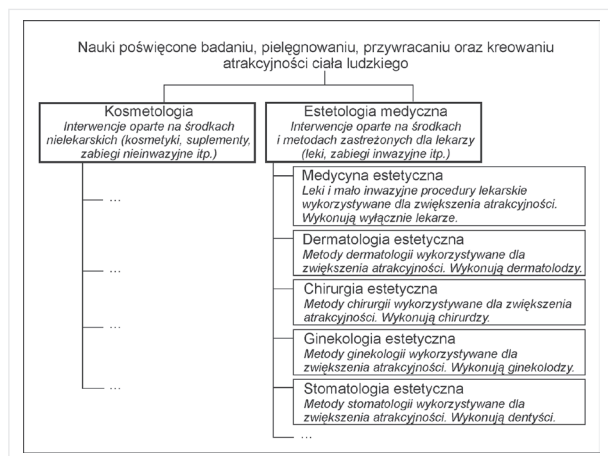 Nauki poświęcone badaniu, pielęgnowaniu, przywracaniu oraz kreowaniu
atrakcyjności ciała ludzkiego
Kosmetologia
Interwencje oparte na środkach
nielekarskich (kosmetyki, suplementy,
zabiegi nieinwazyjne itp.)
...
...
...
...
Estetologia medyczna
Interwencje oparte na środkach
i metodach zastrzeżonych dla lekarzy
(leki, zabiegi inwazyjne itp.)
Medycyna estetyczna
Leki i mało inwazyjne procedury lekarskie
wykorzystywane dla zwiększenia atrakcyjności.
Wykonują wyłącznie lekarze.
Dermatologia estetyczna
Metody dermatologii wykorzystywane dla
zwiększenia atrakcyjności. Wykonują dermatolodzy.
Chirurgia estetyczna
Metody chirurgii wykorzystywane dla zwiększenia
atrakcyjności. Wykonują chirurdzy.
Ginekologia estetyczna
Metody ginekologii wykorzystywane dla
zwiększenia atrakcyjności. Wykonują ginekolodzy.
Stomatologia estetyczna
Metody stomatologii wykorzystywane dla
zwiększenia atrakcyjności. Wykonują dentyści.
...